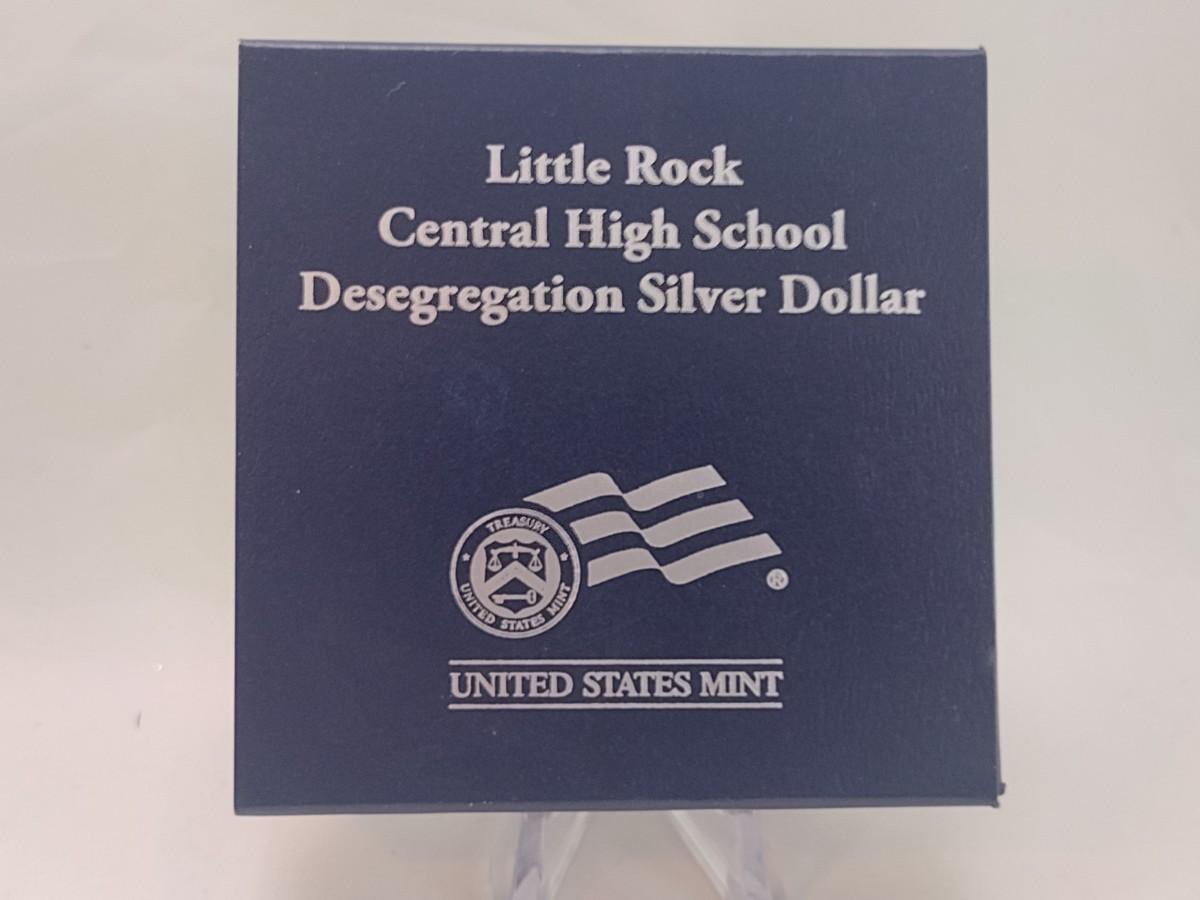 Little Rock
Central High School
Desegregation Silver Dollar
TREASURY
UNITED STATES MINT
®
UNITED STATES MINT